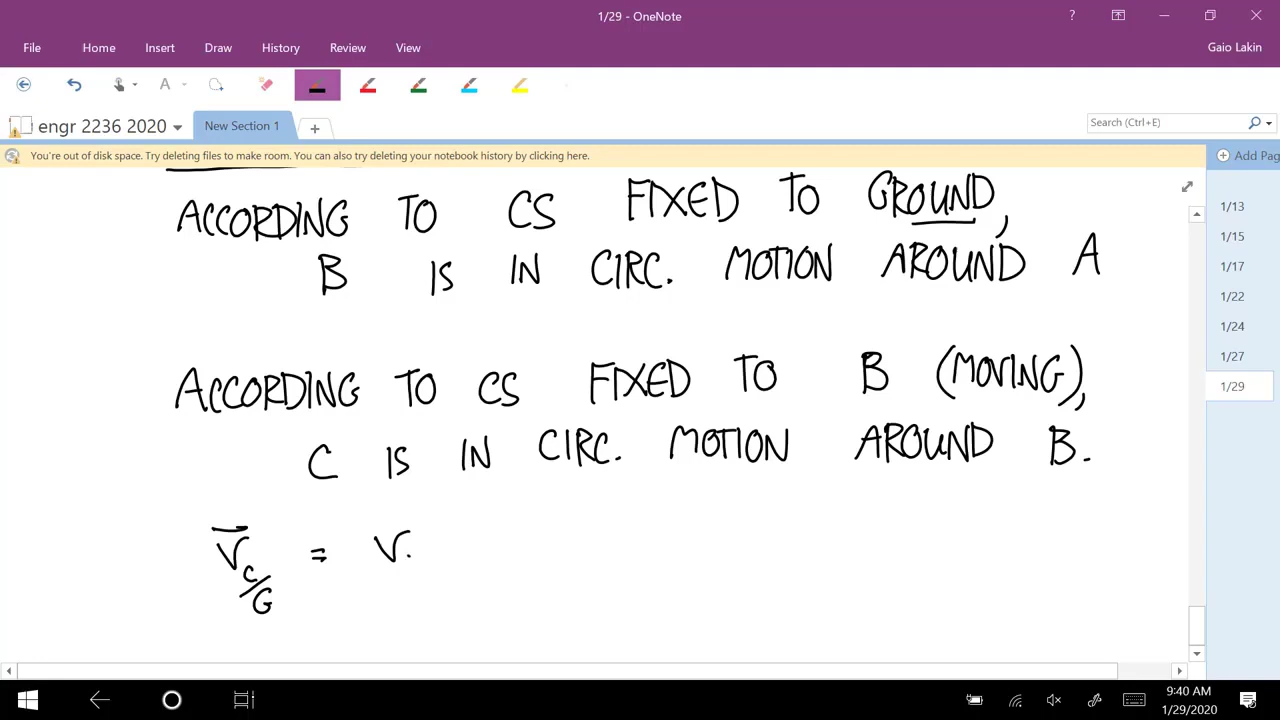 1/29 - OneNote
?
File Home Insert Draw History Review View
Gaio Lakin
A
engr 2236 2020
New Section 1
+
Search (Ctrl+E)
You're out of disk space. Try deleting files to make room. You can also try deleting your notebook history by clicking here.
Add Pag
ACCORDING TO CS FIXED TO GROUND,
B IS IN CIRC. MOTION AROUND A
ACCORDING TO CS FIXED TO B (MOVING),
C IS IN CIRC. MOTION AROUND B.
V̅ C/G = V
1/13
1/15
1/17
1/22
1/24
1/27
1/29
9:40 AM
1/29/2020